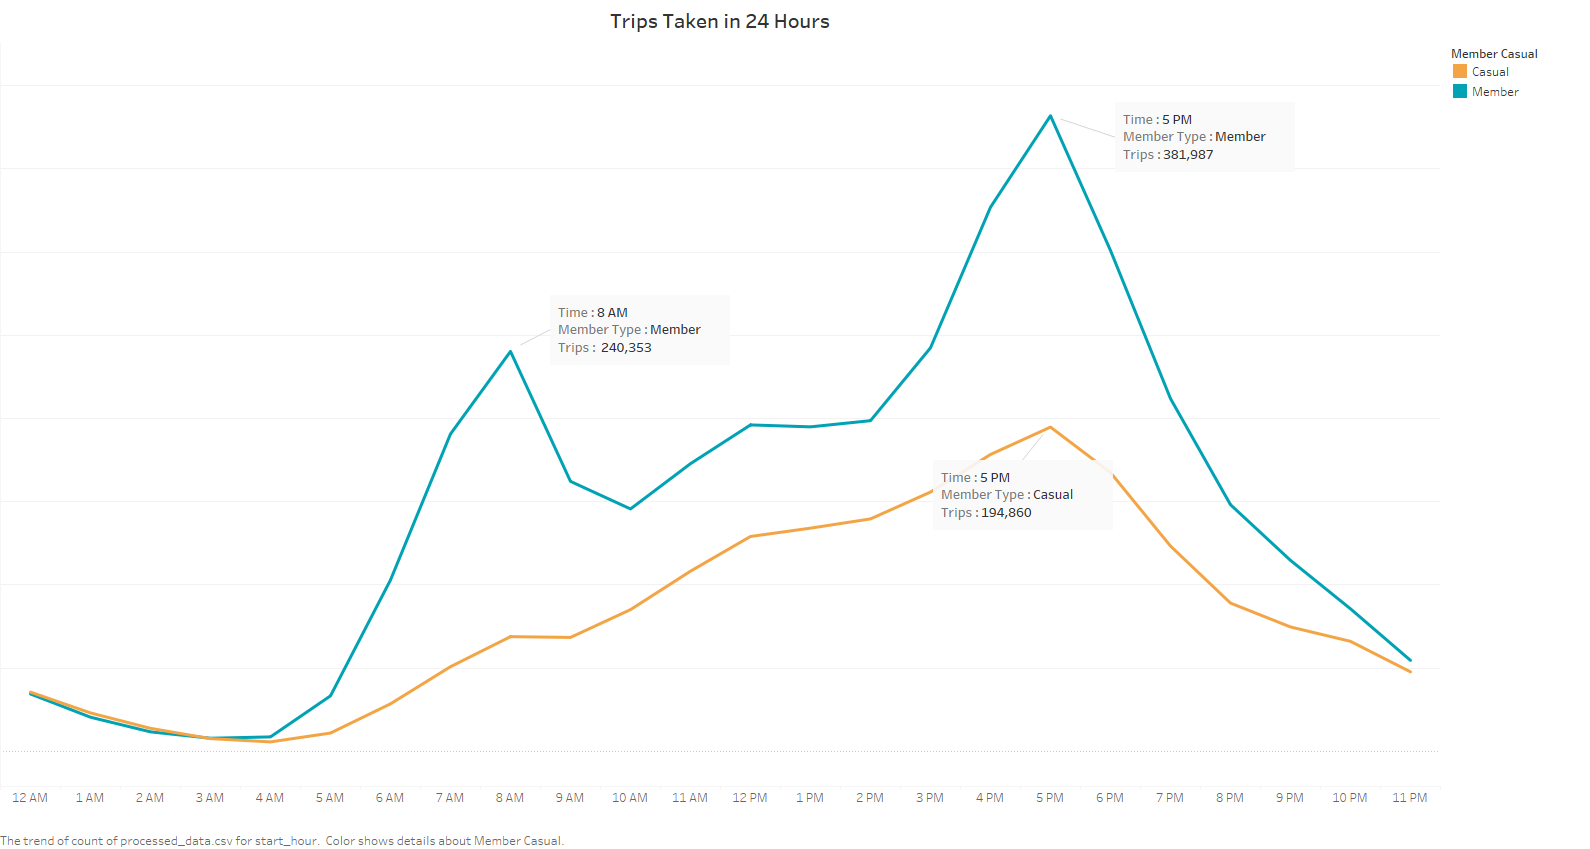 Trips Taken in 24 Hours
Member Casual
Casual
Member
Time : 5 PM
Member Type : Member
Trips : 381,987
Time : 8 AM
Member Type : Member
Trips : 240,353
Time : 5 PM
Member Type : Casual
Trips : 194,860
12 AM 1 AM 2 AM 3 AM 4 AM 5 AM 6 AM 7 AM 8 AM 9 AM 10 AM 11 AM 12 PM 1 PM 2 PM 3 PM 4 PM 5 PM 6 PM 7 PM 8 PM 9 PM 10 PM 11 PM
The trend of count of processed_data.csv for start_hour. Color shows details about Member Casual.